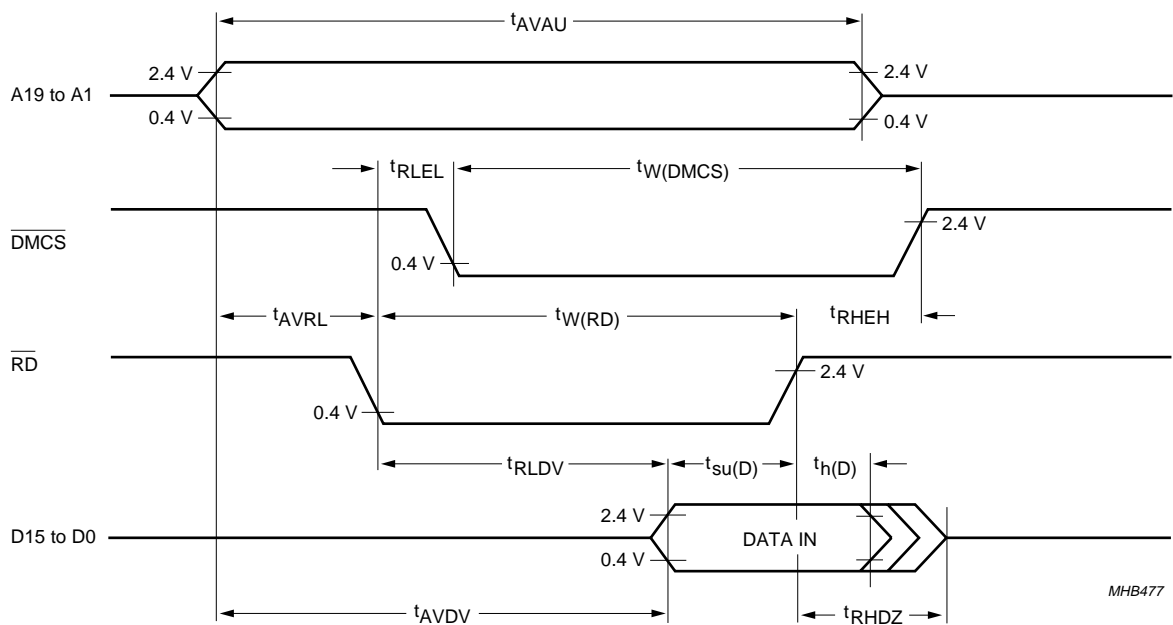 tAVAU
2.4 V
2.4 V
A19 to A1
0.4 V
0.4 V
tRLEL
tW(DMCS)
DMCS
2.4 V
0.4 V
tAVRL
tW(RD)
tRHEH
RD
2.4 V
0.4 V
tRLDV
tsu(D)
th(D)
2.4 V
D15 to D0
DATA IN
0.4 V
MHB477
tAVDV
tRHDZ